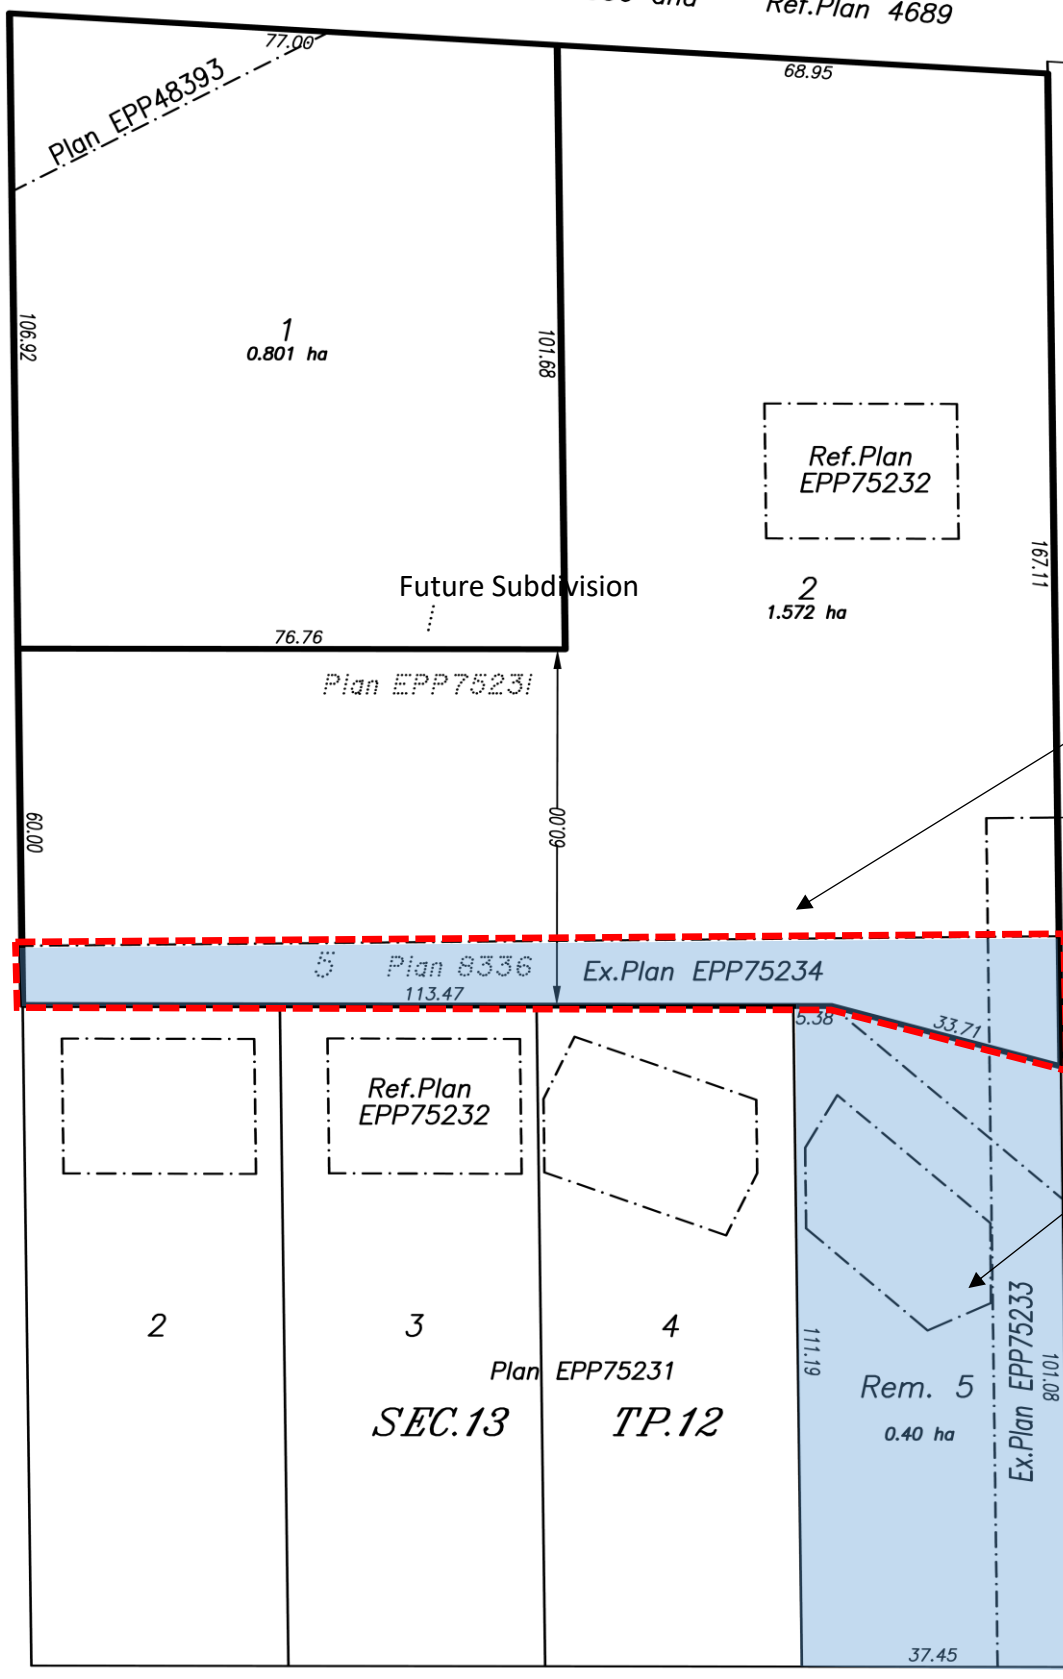 and Ref.Plan 4689
77.00
68.95
Plan EPP48393
106.92
1
0.801 ha
101.68
Ref.Plan
EPP75232
167.11
Future Subdivision
2
1.572 ha
76.76
Plan EPP75231
60.00
60.00
5 Plan 8336 Ex.Plan EPP75234
113.47
5.38
33.71
Ref.Plan
EPP75232
2
3
4
Plan EPP75231
SEC.13 TP.12
111.19
Rem. 5
0.40 ha
Ex.Plan EPP75233
101.08
37.45